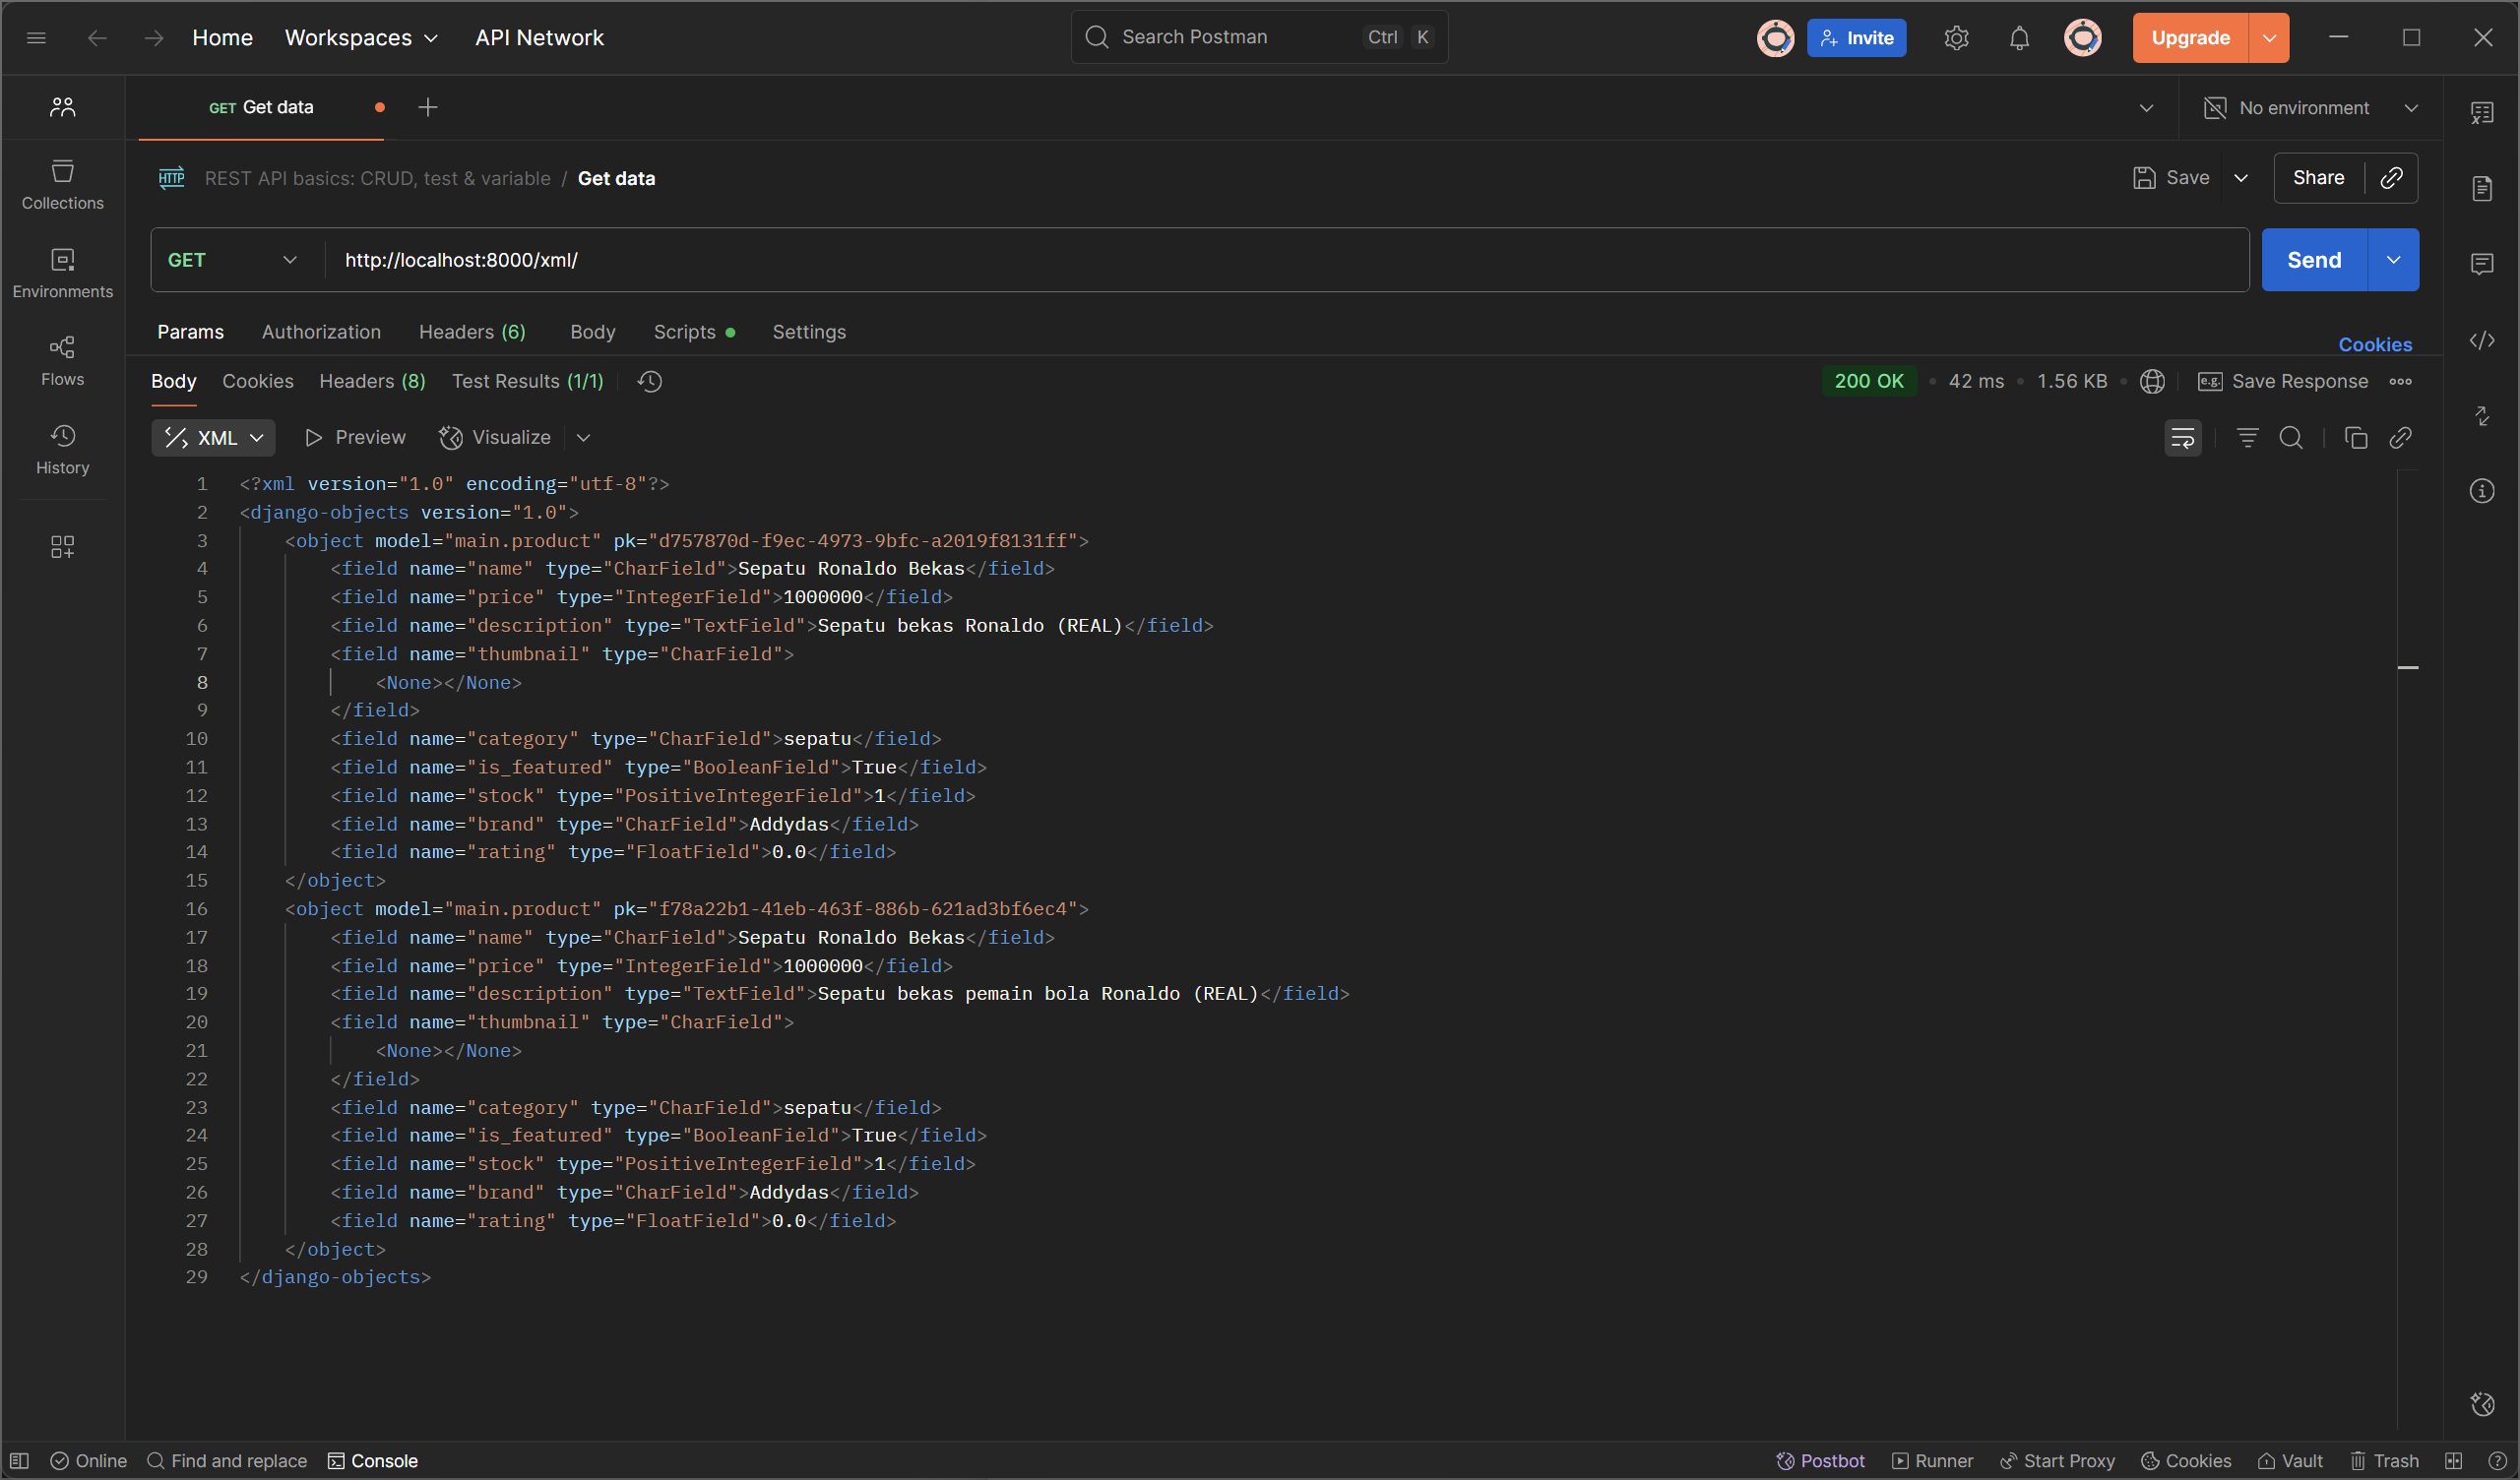 Home Workspaces API Network Search Postman Ctrl K Invite Upgrade
GET Get data No environment
HTTP REST API basics: CRUD, test & variable / Get data Save Share
Collections
Environments
Flows
History
GET http://localhost:8000/xml/ Send
Params Authorization Headers (6) Body Scripts Settings Cookies
Body Cookies Headers (8) Test Results (1/1) 200 OK 42 ms 1.56 KB e.g. Save Response
XML Preview Visualize
1 <?xml version="1.0" encoding="utf-8"?>
2 <django-objects version="1.0">
3 <object model="main.product" pk="d757870d-f9ec-4973-9bfc-a2019f8131ff">
4 <field name="name" type="CharField">Sepatu Ronaldo Bekas</field>
5 <field name="price" type="IntegerField">1000000</field>
6 <field name="description" type="TextField">Sepatu bekas Ronaldo (REAL)</field>
7 <field name="thumbnail" type="CharField">
8 <None></None>
9 </field>
10 <field name="category" type="CharField">sepatu</field>
11 <field name="is_featured" type="BooleanField">True</field>
12 <field name="stock" type="PositiveIntegerField">1</field>
13 <field name="brand" type="CharField">Addydas</field>
14 <field name="rating" type="FloatField">0.0</field>
15 </object>
16 <object model="main.product" pk="f78a22b1-41eb-463f-886b-621ad3bf6ec4">
17 <field name="name" type="CharField">Sepatu Ronaldo Bekas</field>
18 <field name="price" type="IntegerField">1000000</field>
19 <field name="description" type="TextField">Sepatu bekas pemain bola Ronaldo (REAL)</field>
20 <field name="thumbnail" type="CharField">
21 <None></None>
22 </field>
23 <field name="category" type="CharField">sepatu</field>
24 <field name="is_featured" type="BooleanField">True</field>
25 <field name="stock" type="PositiveIntegerField">1</field>
26 <field name="brand" type="CharField">Addydas</field>
27 <field name="rating" type="FloatField">0.0</field>
28 </object>
29 </django-objects>
Online Find and replace Console Postbot Runner Start Proxy Cookies Vault Trash